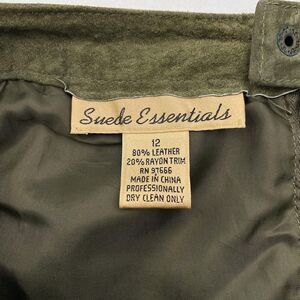 Suede Essentials
12
80% LEATHER
20% RAYON TRIM
RN 97666
MADE IN
CHINA
PROFESSIONALLY
DRY CLEAN ONLY